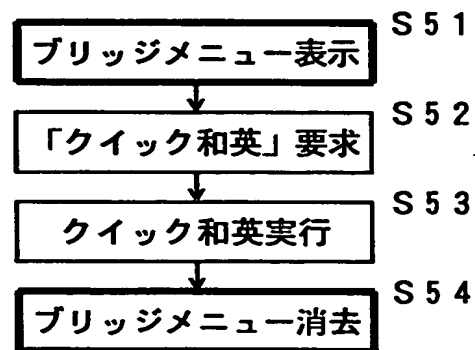 S51
ブリッジメニュー表示
S52
「クイック和英」要求
S53
クイック和英実行
S54
ブリッジメニュー消去